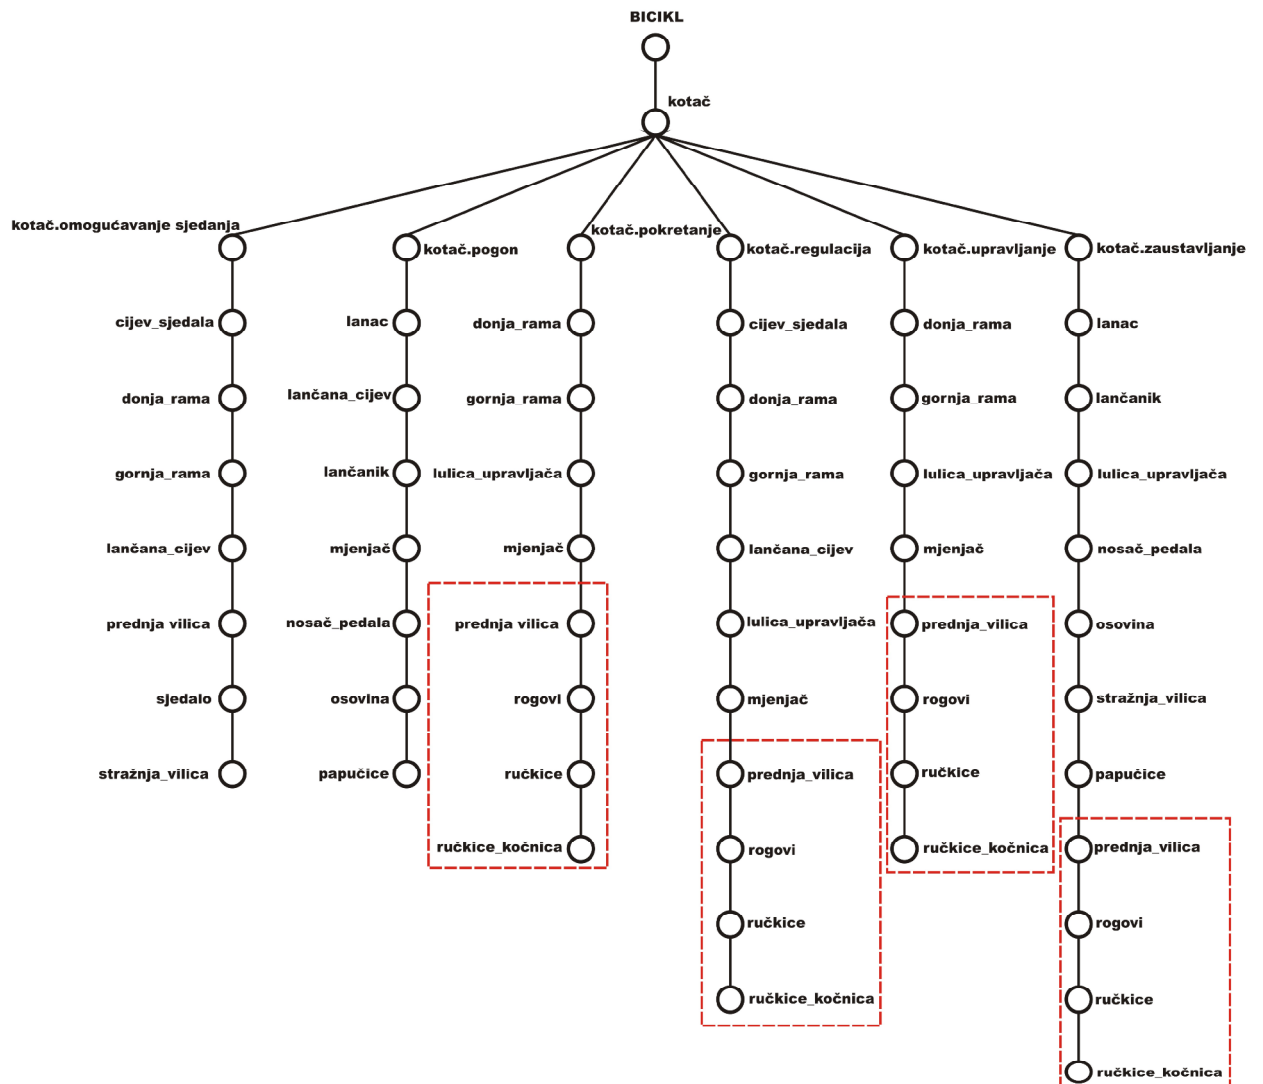 BICIKL
kotač
kotač.omogućavanje sjedanja
cijev_sjedala
donja_rama
gornja_rama
lančana_cijev
prednja vilica
sjedalo
stražnja_vilica
kotač.pogon
lanac
lančana_cijev
lančanik
mjenjač
nosač_pedala
osovina
papučice
kotač.pokretanje
donja_rama
gornja_rama
lulica_upravljača
mjenjač
prednja vilica
rogovi
ručkice
ručkice_kočnica
kotač.regulacija
cijev_sjedala
donja_rama
gornja_rama
lančana_cijev
lulica_upravljača
mjenjač
prednja_vilica
rogovi
ručkice
ručkice_kočnica
kotač.upravljanje
donja_rama
gornja_rama
lulica_upravljača
mjenjač
prednja_vilica
rogovi
ručkice
ručkice_kočnica
kotač.zaustavljanje
lanac
lančanik
lulica_upravljača
nosač_pedala
osovina
stražnja_vilica
papučice
prednja_vilica
rogovi
ručkice
ručkice_kočnica